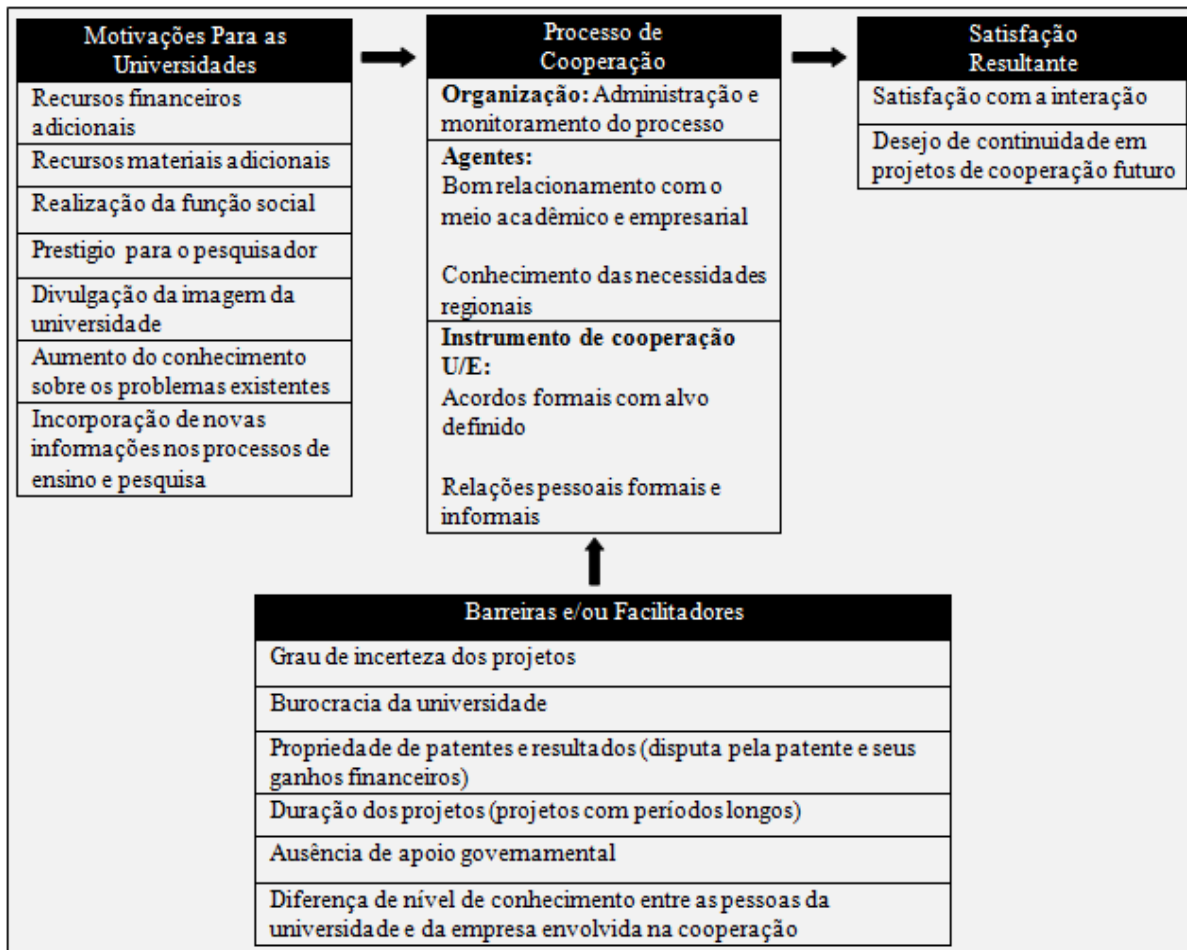 Motivações Para as
Universidades
Recursos financeiros
adicionais
Recursos materiais adicionais
Realização da função social
Prestigio para o pesquisador
Divulgação da imagem da
universidade
Aumento do conhecimento
sobre os problemas existentes
Incorporação de novas
informações nos processos de
ensino e pesquisa
Processo de
Cooperação
Organização: Administração e
monitoramento do processo
Agentes:
Bom relacionamento com o
meio acadêmico e empresarial
Conhecimento das necessidades
regionais
Instrumento de cooperação
U/E:
Acordos formais com alvo
definido
Relações pessoais formais e
informais
Satisfação
Resultante
Satisfação com a interação
Desejo de continuidade em
projetos de cooperação futuro
Barreiras e/ou Facilitadores
Grau de incerteza dos projetos
Burocracia da universidade
Propriedade de patentes e resultados (disputa pela patente e seus
ganhos financeiros)
Duração dos projetos (projetos com períodos longos)
Ausência de apoio governamental
Diferença de nível de conhecimento entre as pessoas da
universidade e da empresa envolvida na cooperação